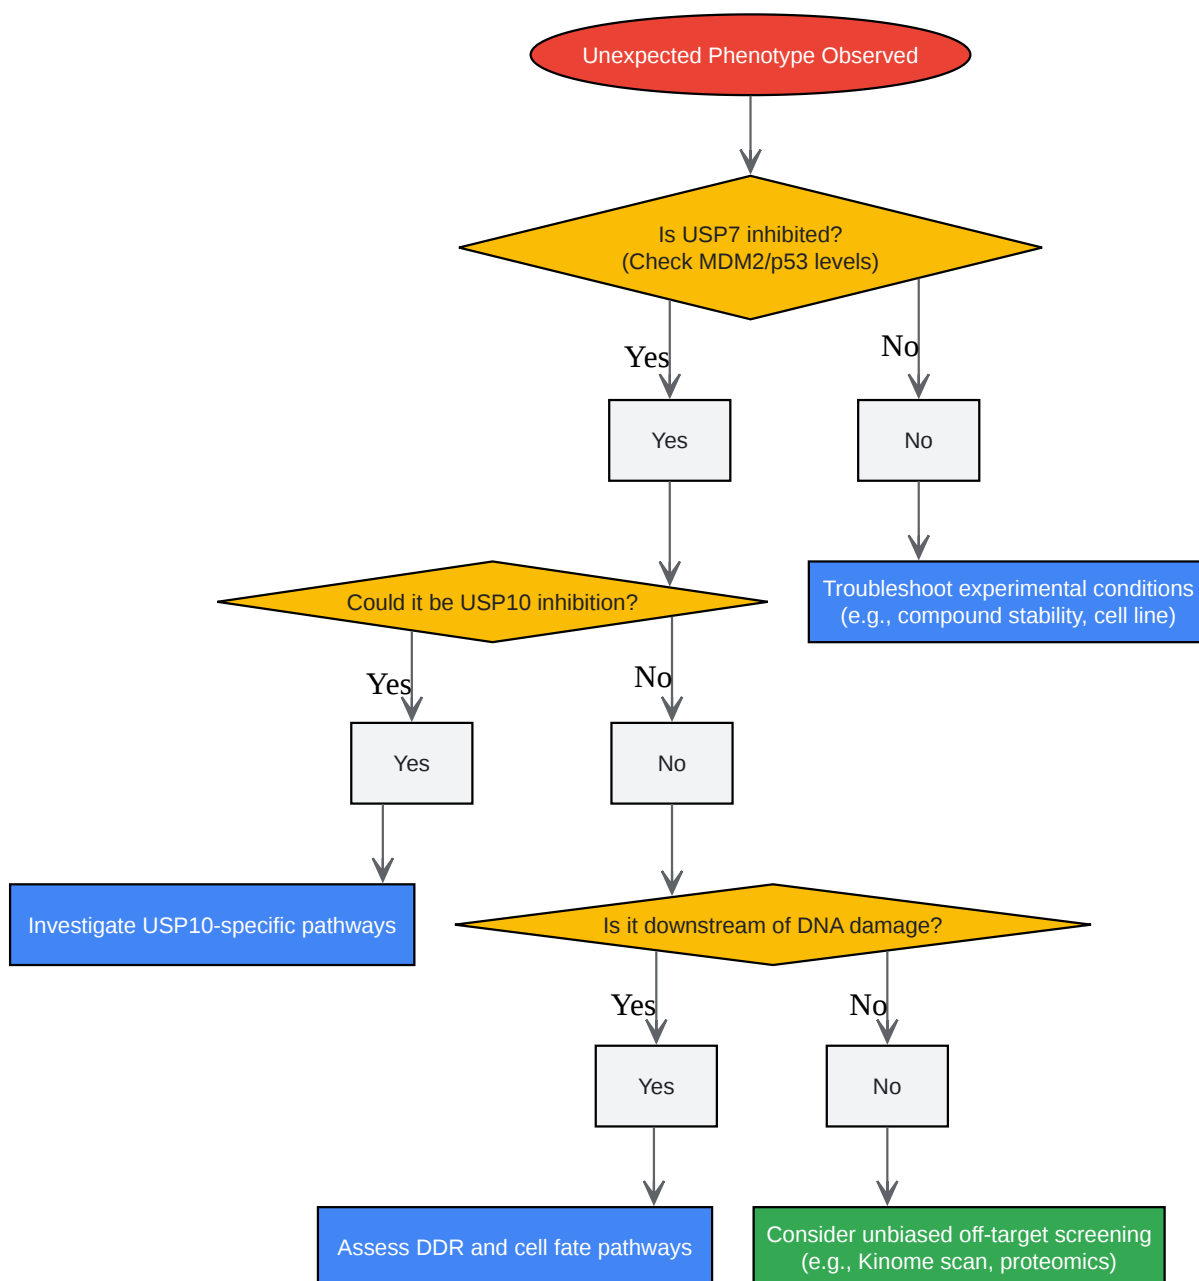 Unexpected Phenotype Observed
Is USP7 inhibited?
(Check MDM2/p53 levels)
Yes
No
Yes
No
Troubleshoot experimental conditions
(e.g., compound stability, cell line)
Could it be USP10 inhibition?
Yes
No
Yes
No
Investigate USP10-specific pathways
Is it downstream of DNA damage?
Yes
No
Yes
No
Assess DDR and cell fate pathways
Consider unbiased off-target screening
(e.g., Kinome scan, proteomics)